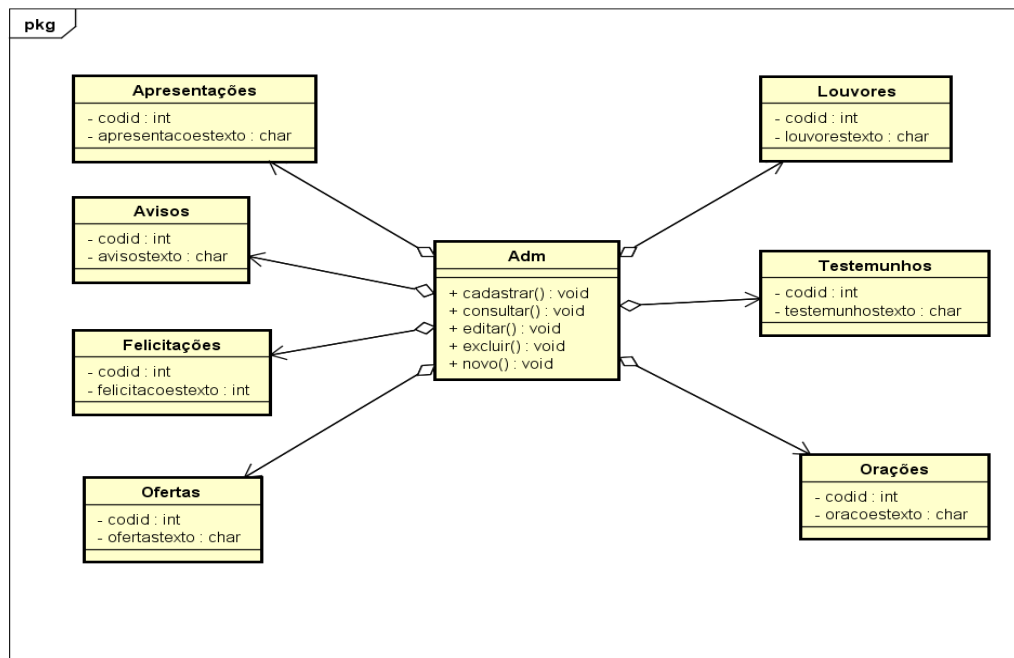 pkg
Apresentações
- codid : int
- apresentacoestexto : char
Avisos
- codid : int
- avisostexto : char
Felicitações
- codid : int
- felicitacoestexto : int
Ofertas
- codid : int
- ofertastexto : char
Adm
+ cadastrar() : void
+ consultar() : void
+ editar() : void
+ excluir() : void
+ novo() : void
Louvores
- codid : int
- louvorestexto : char
Testemunhos
- codid : int
- testemunhostexto : char
Orações
- codid : int
- oracoestexto : char